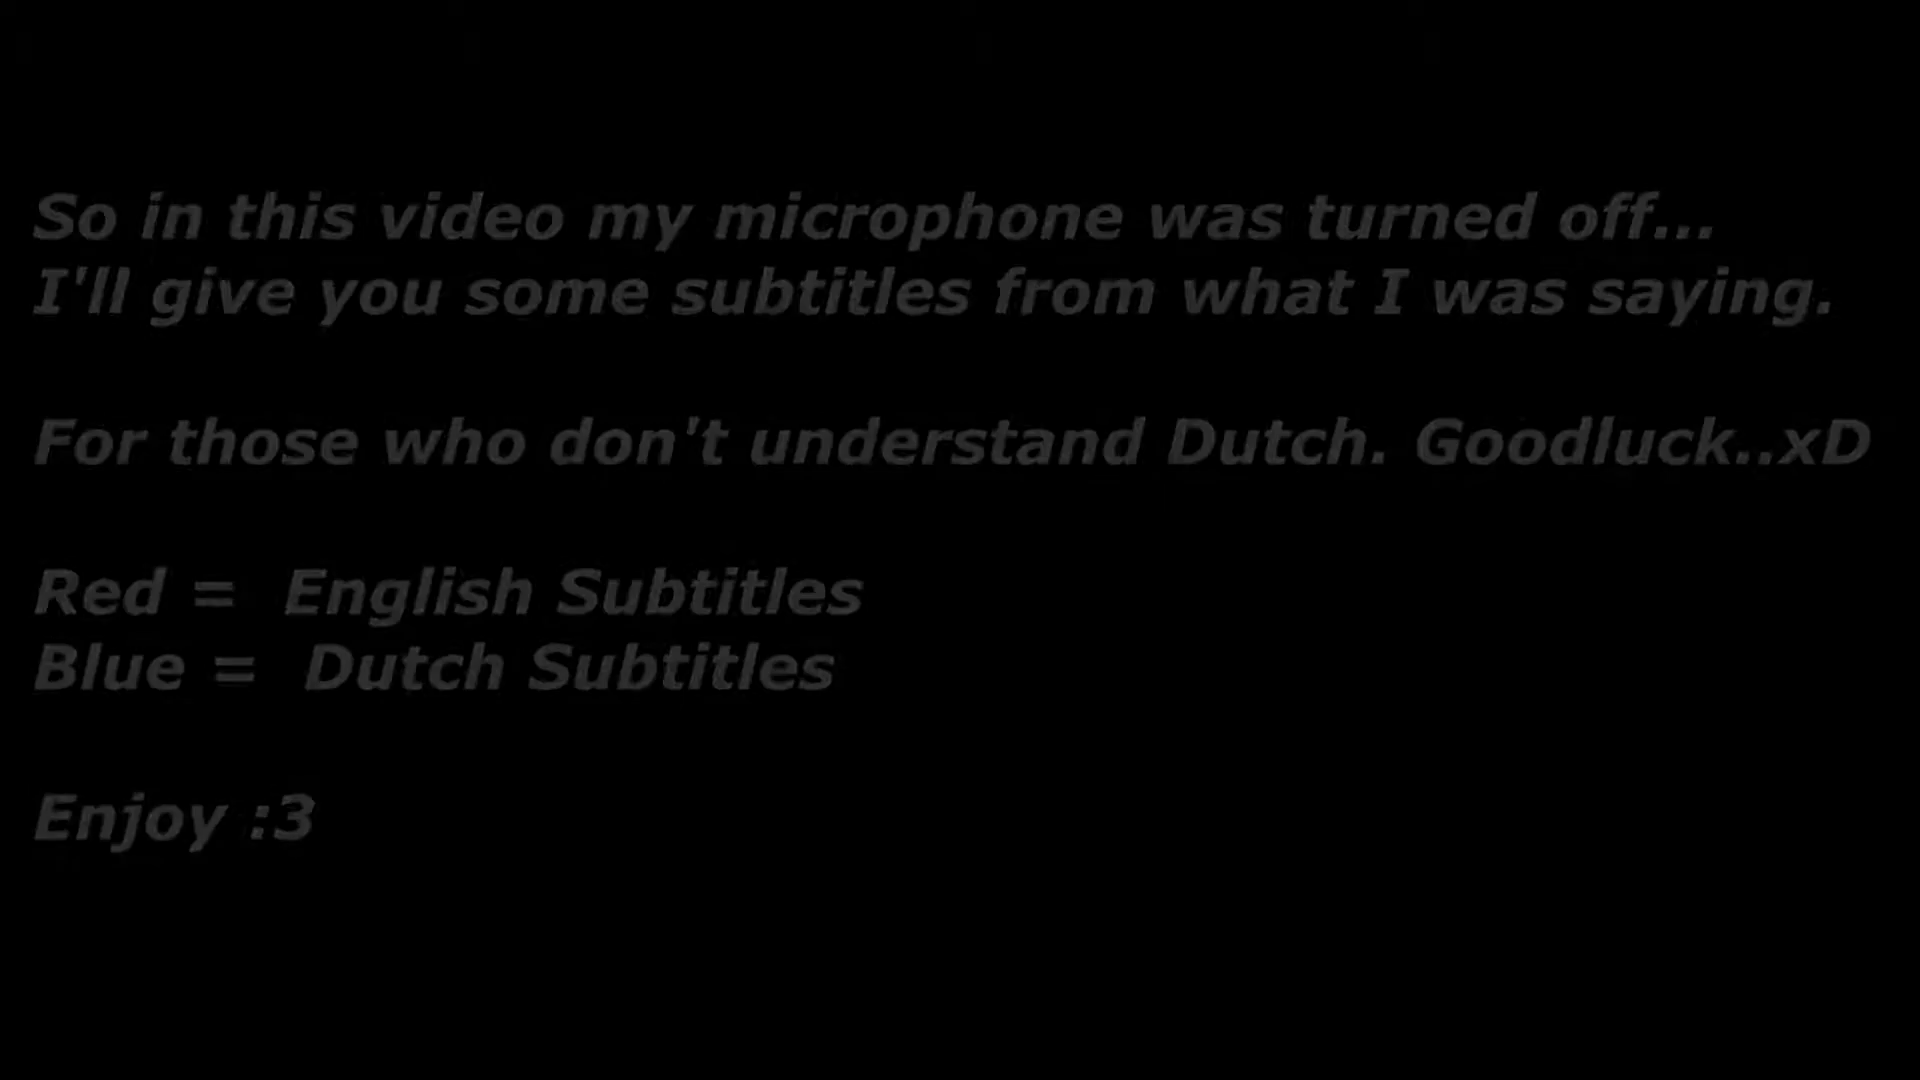 So in this video my microphone was turned off...
I'll give you some subtitles from what I was saying.
For those who don't understand Dutch. Goodluck..xD
Red =  English Subtitles
Blue =  Dutch Subtitles
Enjoy :3